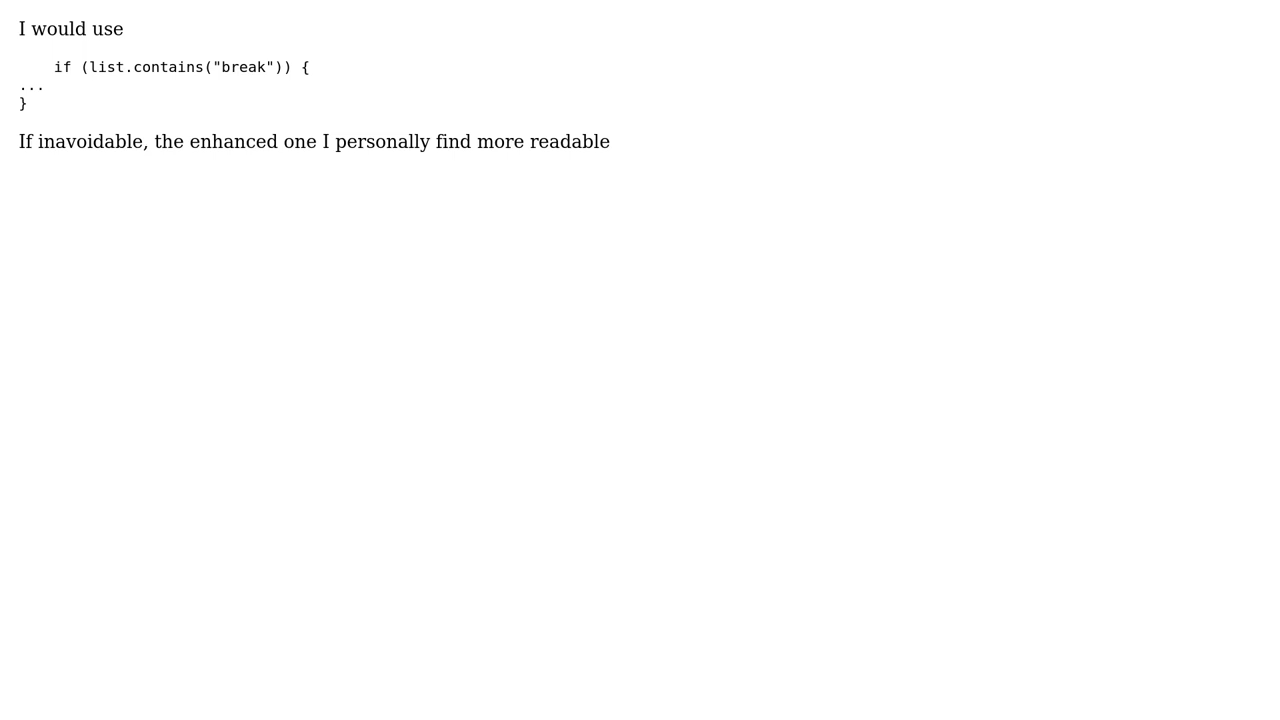 I would use
    if (list.contains("break")) {
...
}
If inavoidable, the enhanced one I personally find more readable